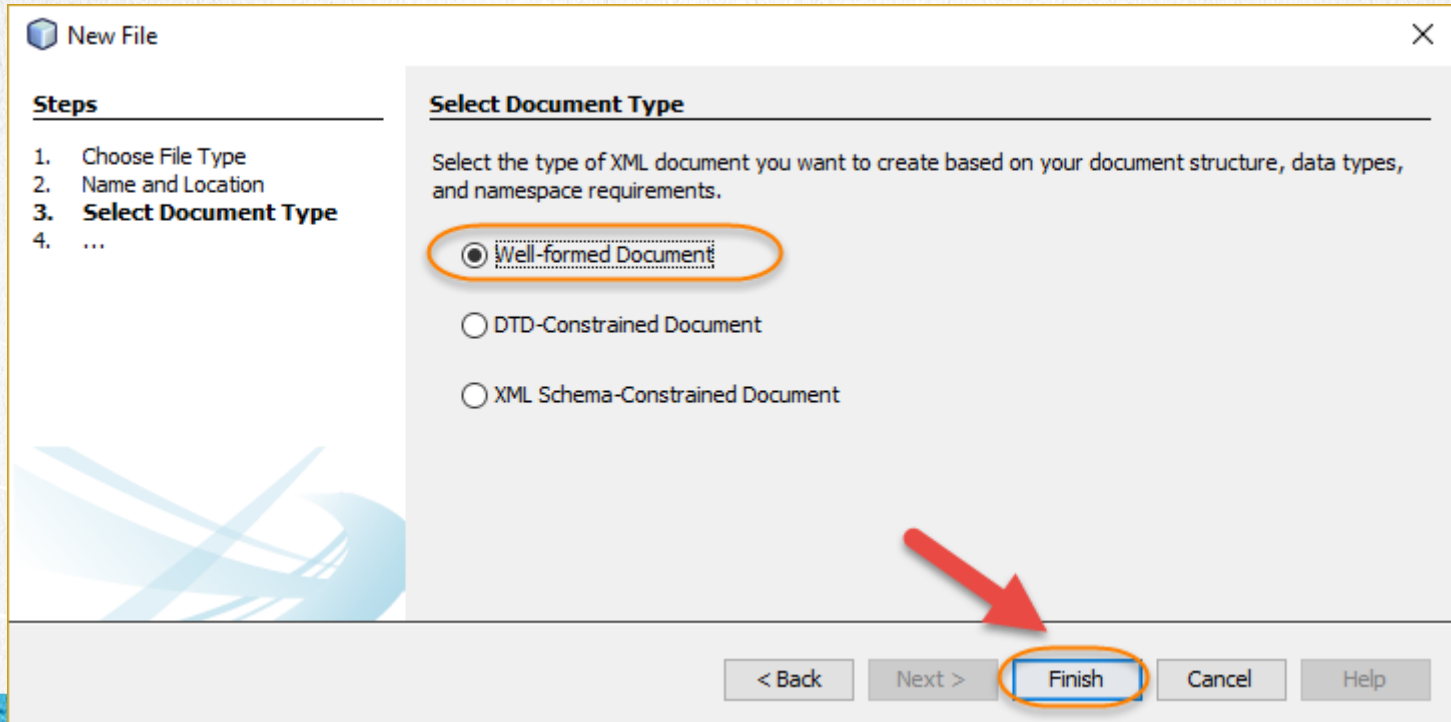 New File
Steps
1. Choose File Type
2. Name and Location
3. Select Document Type
4. ...
Select Document Type
Select the type of XML document you want to create based on your document structure, data types,
and namespace requirements.
Well-formed Document
DTD-Constrained Document
XML Schema-Constrained Document
< Back Next > Finish Cancel Help